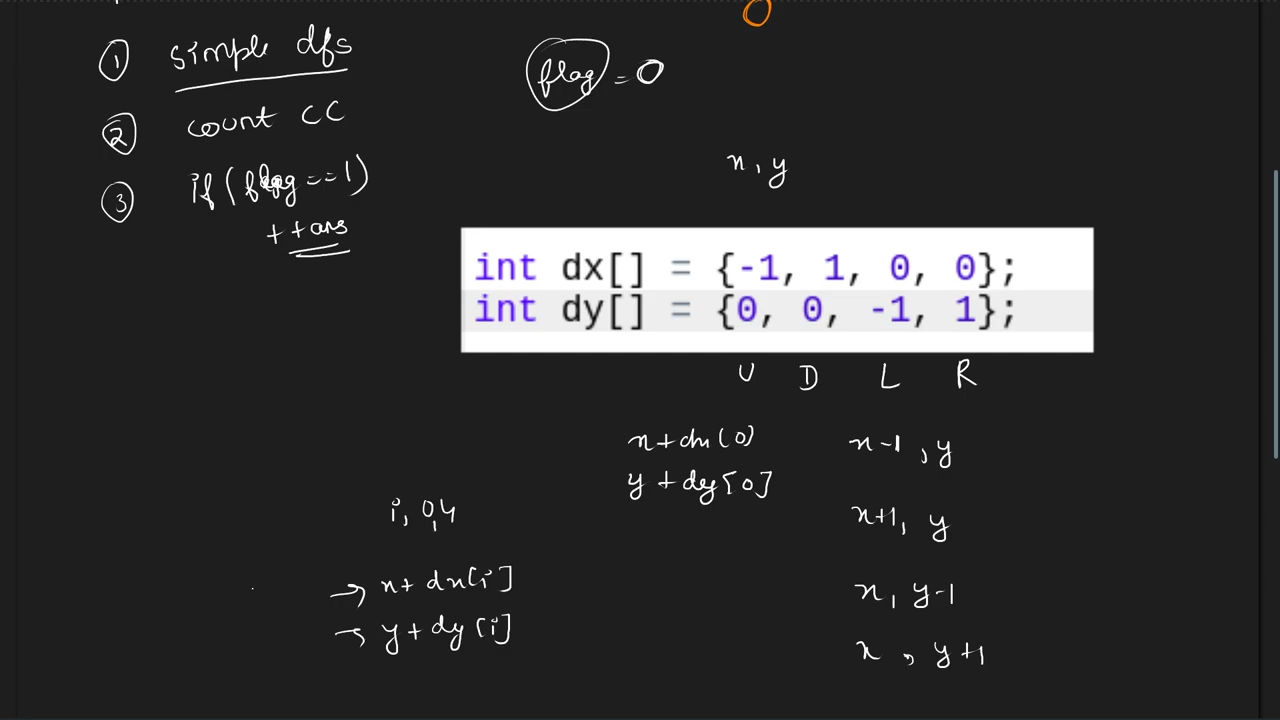 0
① simple dfs
flag = 0
② count CC
③ if (flag == 1)
++ans
x, y
int dx[] = {-1, 1, 0, 0};
int dy[] = {0, 0, -1, 1};
U D L R
x+dx(0)
y+dy[0]
x-1, y
x+1, y
x, y-1
x, y+1
i, 0,4
→ x+dx[i]
→ y+dy[i]